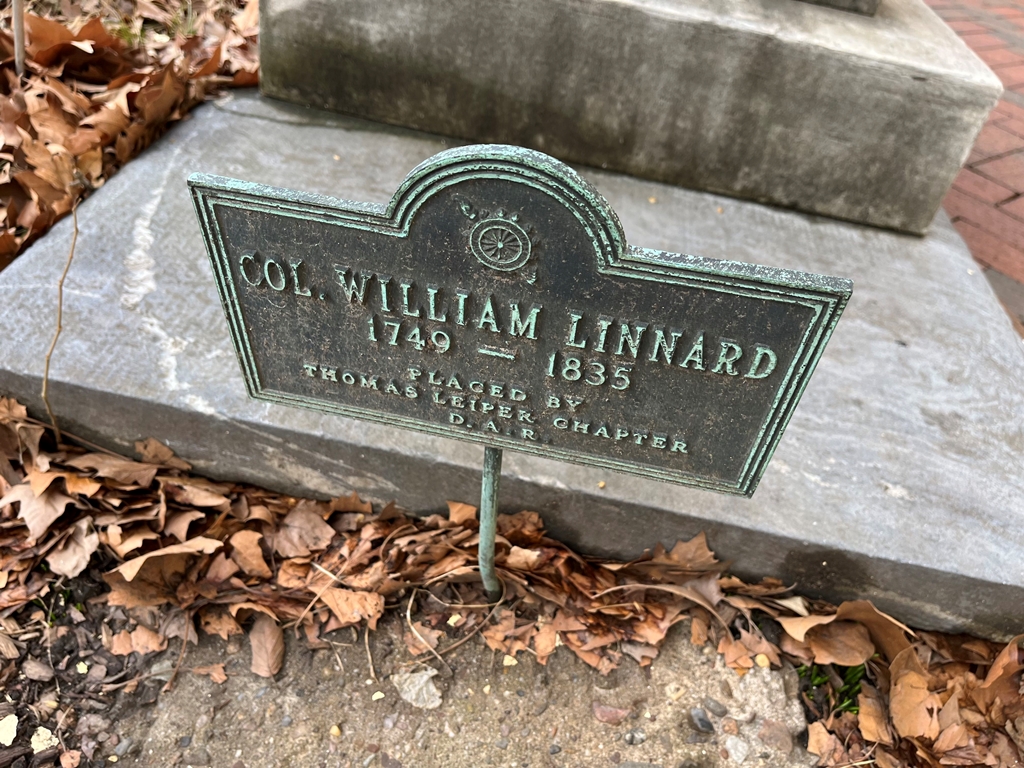 COL. WILLIAM LINNARD
1749 — 1835
PLACED BY
THOMAS LEIPER CHAPTER
D. A. R.